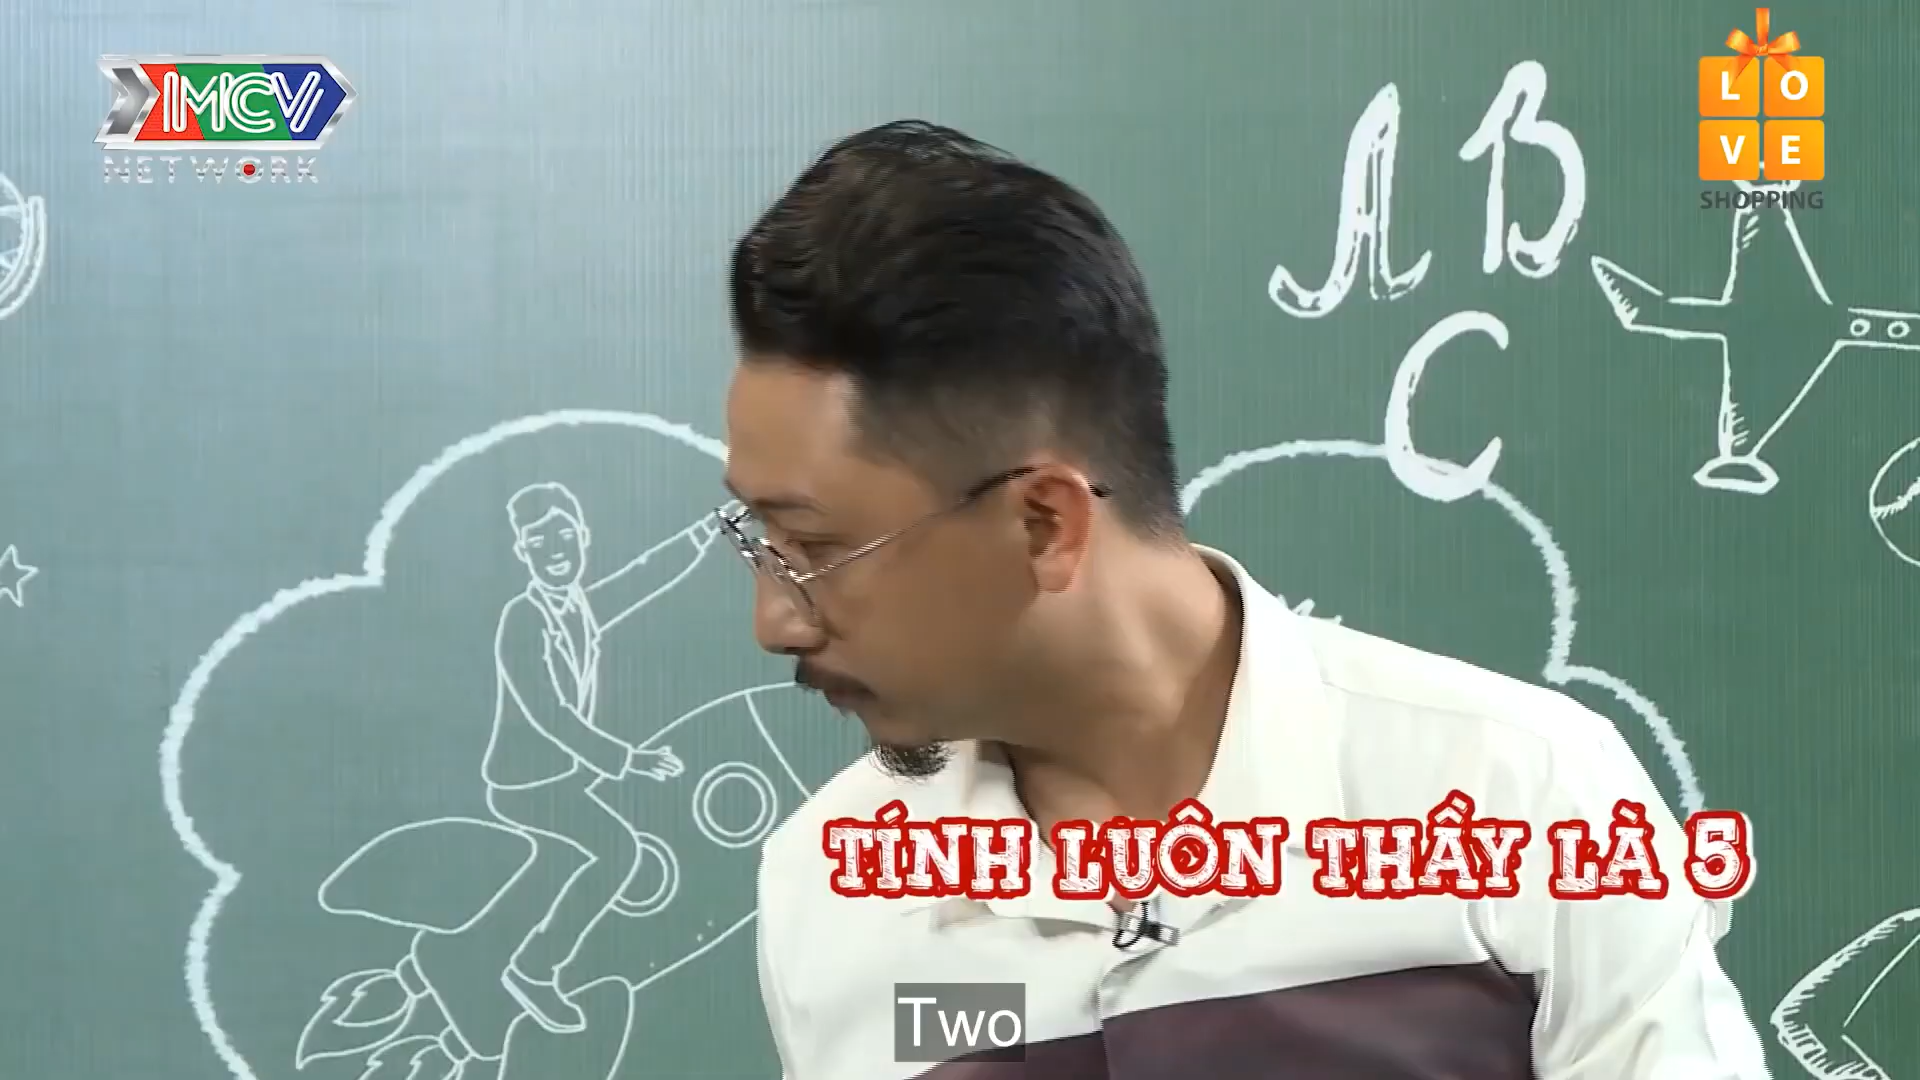 MCV
NETWORK
L O
V E
SHOPPING
A B
C
TÍNH LUÔN THẦY LÀ 5
Two